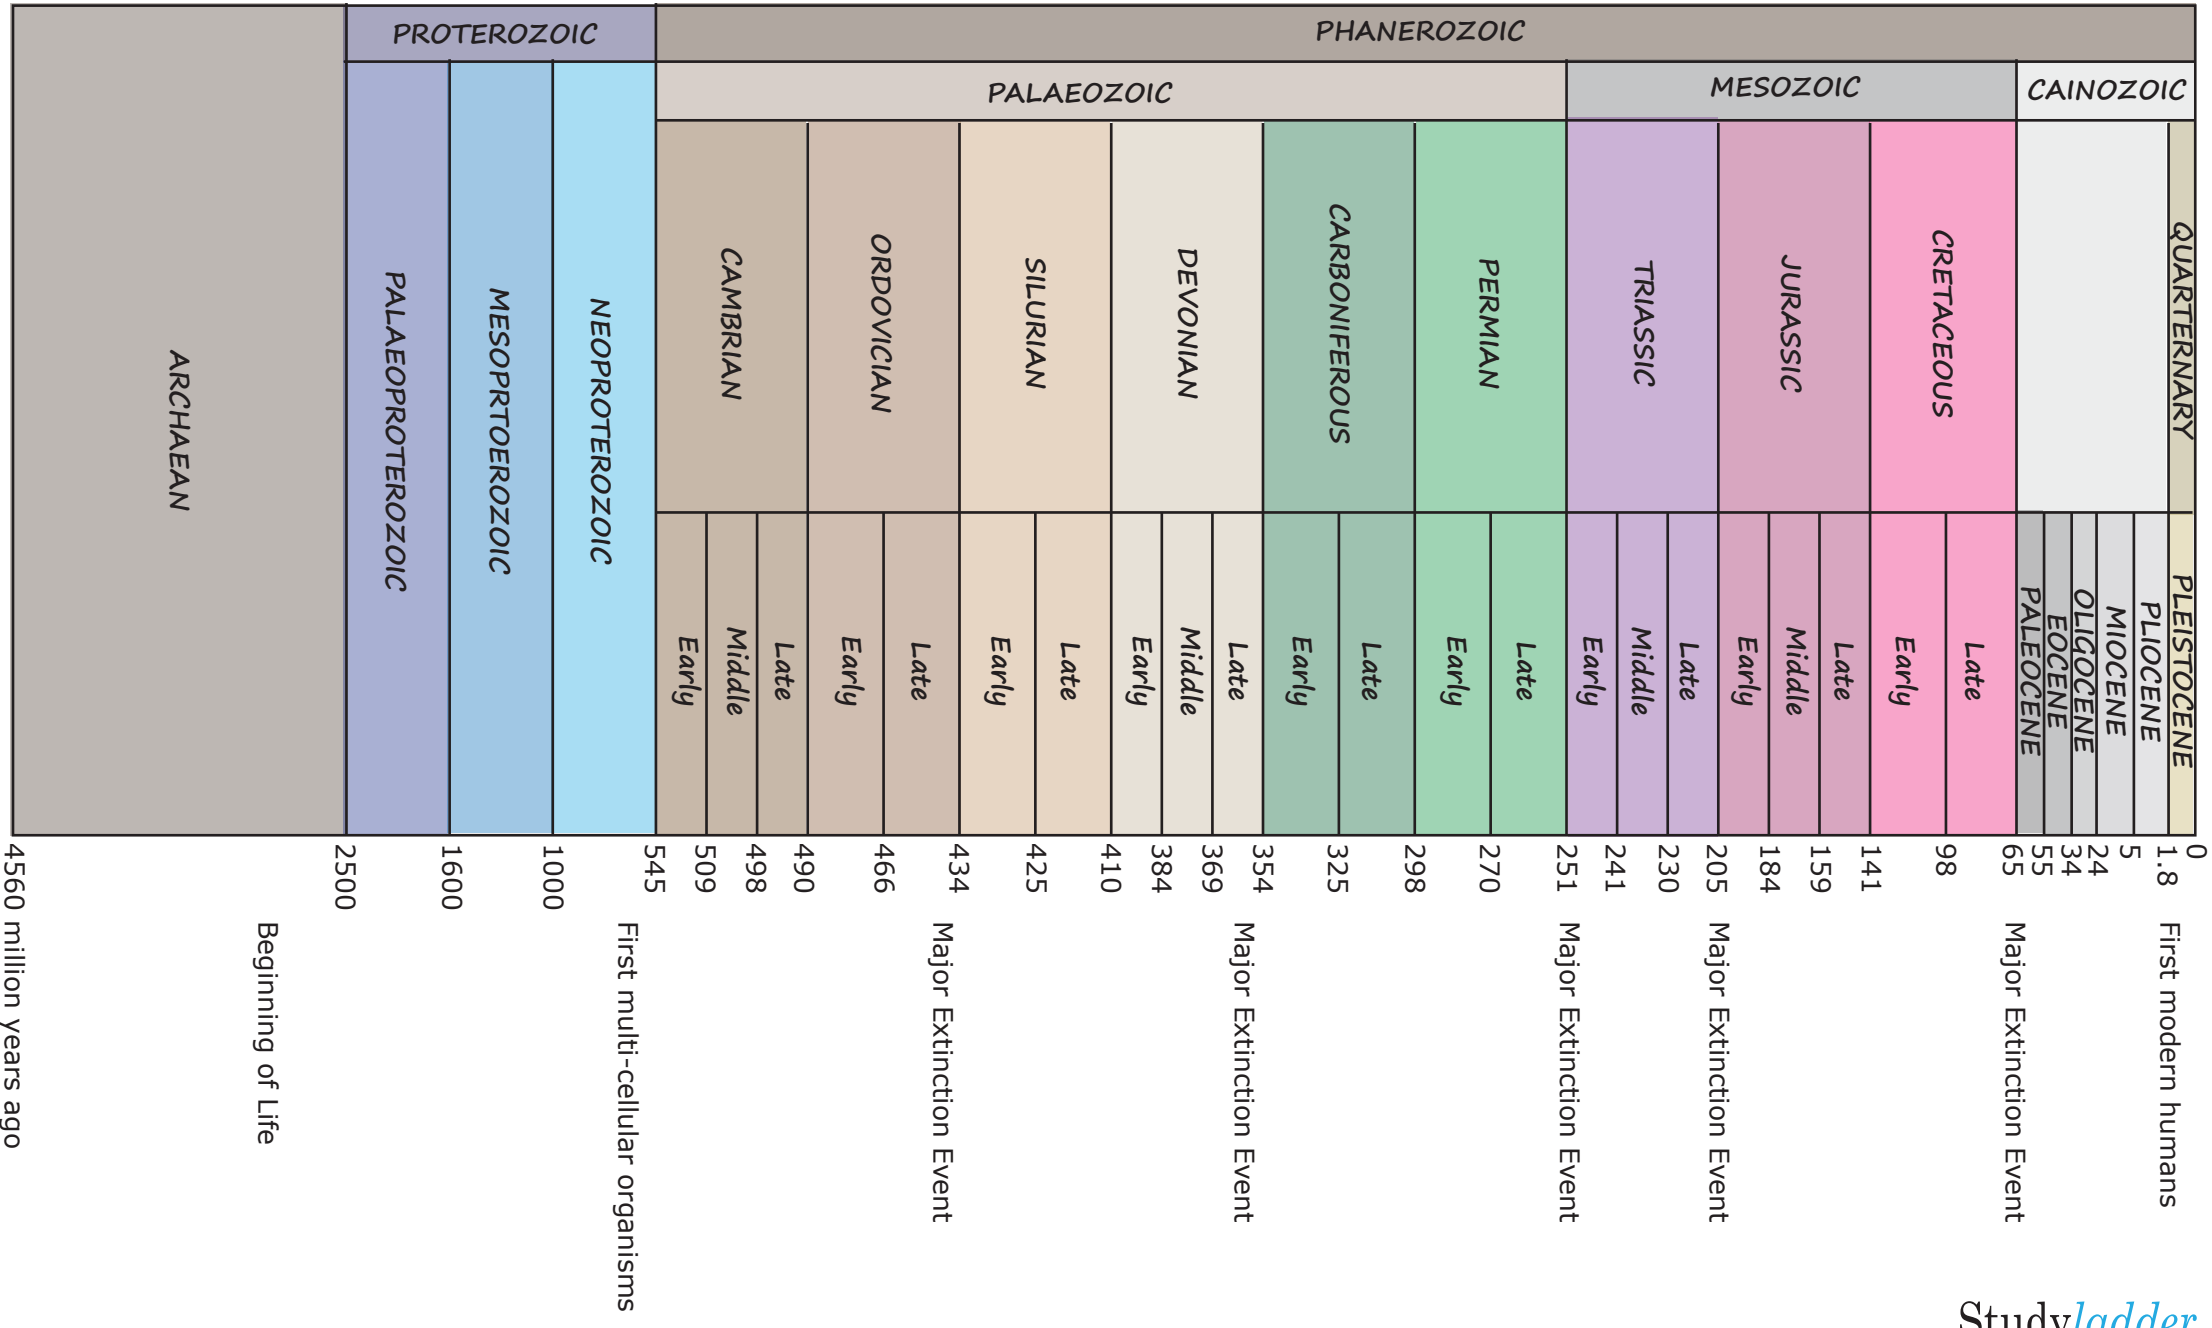 PROTEROZOIC
PHANEROZOIC
PALAEOZOIC
MESOZOIC
CAINOZOIC
ARCHAEAN
PALAEOPROTEROZOIC
MESOPRTOEROZOIC
NEOPROTEROZOIC
CAMBRIAN
ORDOVICIAN
SILURIAN
DEVONIAN
CARBONIFEROUS
PERMIAN
TRIASSIC
JURASSIC
CRETACEOUS
QUARTERNARY
Early
Middle
Late
Early
Late
Early
Late
Early
Middle
Late
Early
Late
Early
Late
Early
Middle
Late
Early
Middle
Late
Early
Late
PALEOCENE
EOCENE
OLIGOCENE
MIOCENE
PLIOCENE
PLEISTOCENE
4560 million years ago
2500
1600
1000
545
509
498
490
466
434
425
410
384
369
354
325
298
270
251
241
230
205
184
159
141
98
65
55
34
24
5
1.8
0
Beginning of Life
First multi-cellular organisms
Major Extinction Event
Major Extinction Event
Major Extinction Event
Major Extinction Event
Major Extinction Event
First modern humans
Studyladder